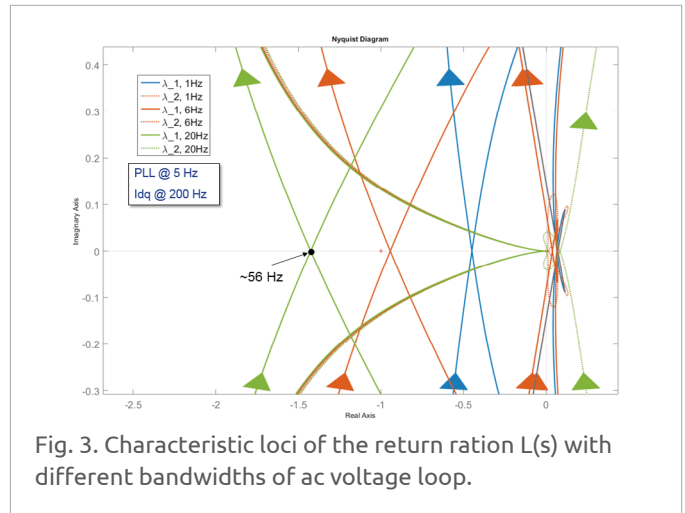 Nyquist Diagram
0.4
0.3
0.2
0.1
0
-0.1
-0.2
-0.3
Imaginary Axis
λ_1, 1Hz
λ_2, 1Hz
λ_1, 6Hz
λ_2, 6Hz
λ_1, 20Hz
λ_2, 20Hz
PLL @ 5 Hz
Idq @ 200 Hz
~56 Hz
-2.5 -2 -1.5 -1 -0.5 0
Real Axis
Fig. 3. Characteristic loci of the return ration L(s) with
different bandwidths of ac voltage loop.